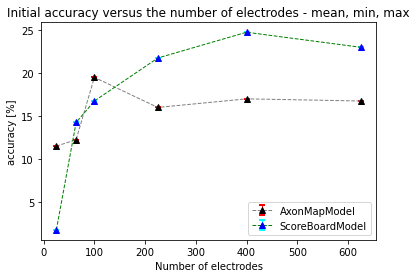 Initial accuracy versus the number of electrodes - mean, min, max
25
20
15
10
5
accuracy [%]
0
100
200
300
400
500
600
Number of electrodes
AxonMapModel
ScoreBoardModel